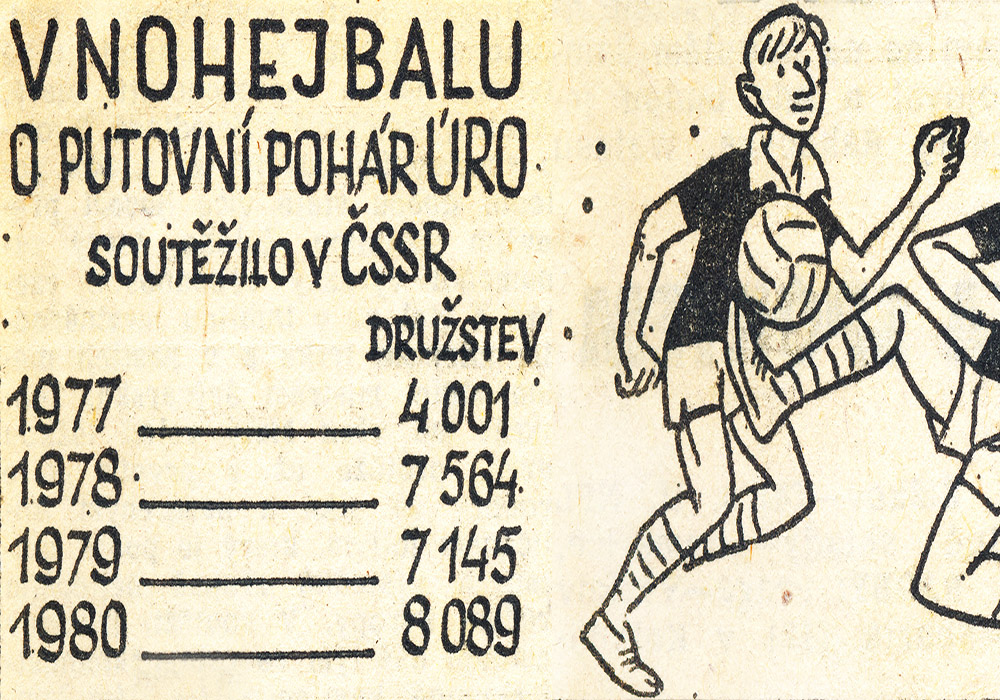 V NOHEJBALU
O PUTOVNÍ POHÁR ÚRO
SOUTĚŽILO V ČSSR
DRUŽSTEV
1977 4 001
1978 7 564
1979 7 145
1980 8 089